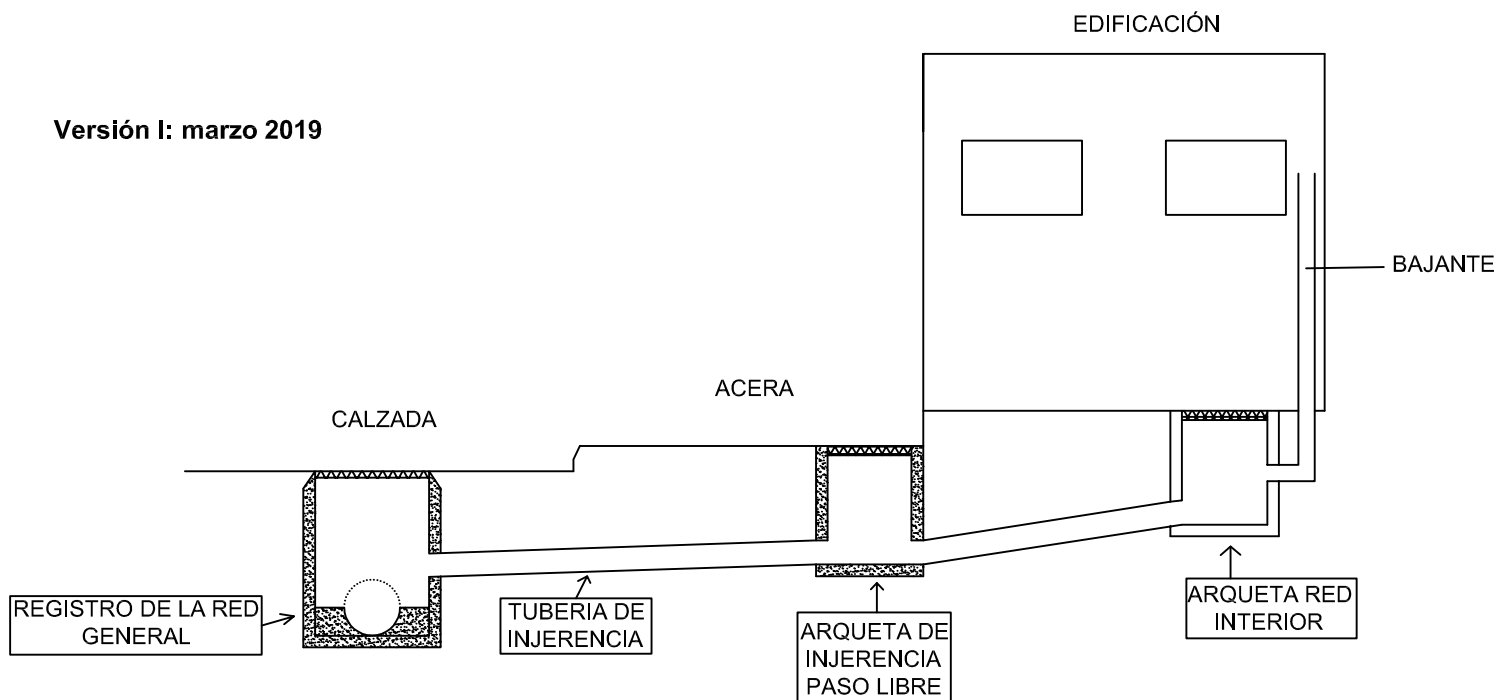 EDIFICACIÓN
Versión I: marzo 2019
BAJANTE
ACERA
CALZADA
REGISTRO DE LA RED
GENERAL
TUBERIA DE
INJERENCIA
ARQUETA DE
INJERENCIA
PASO LIBRE
ARQUETA RED
INTERIOR